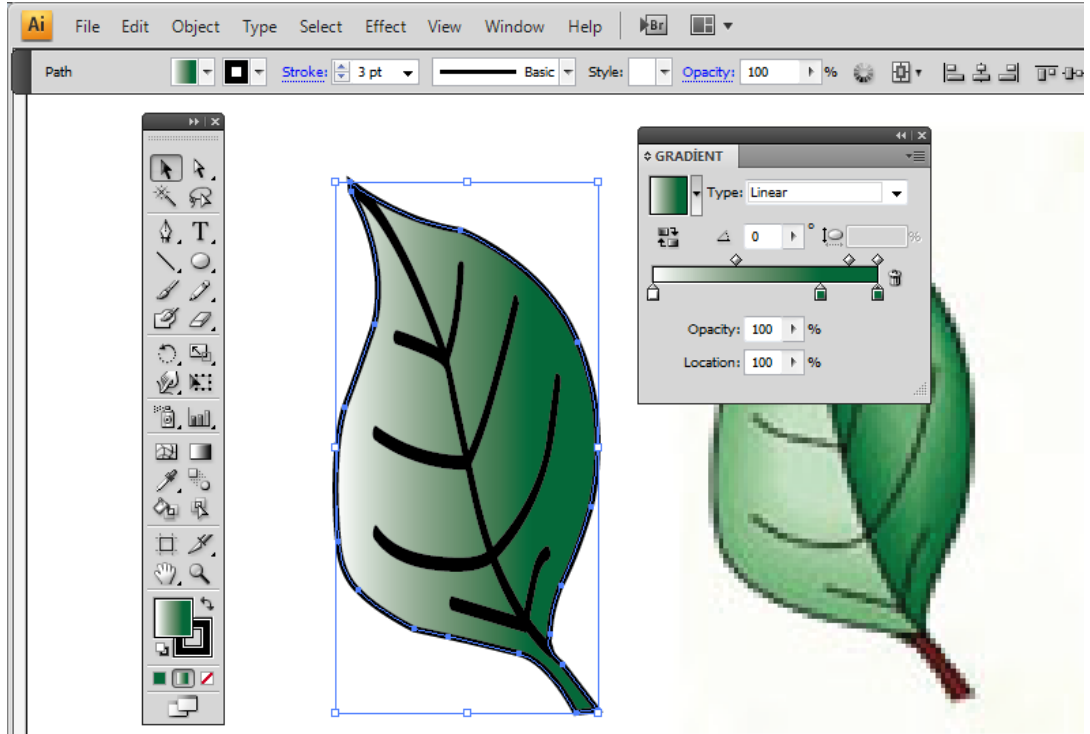 Ai File Edit Object Type Select Effect View Window Help Br
Path Stroke: 3 pt Basic Style: Opacity: 100 %
GRADİENT
Type: Linear
0 ° %
Opacity: 100 %
Location: 100 %
T